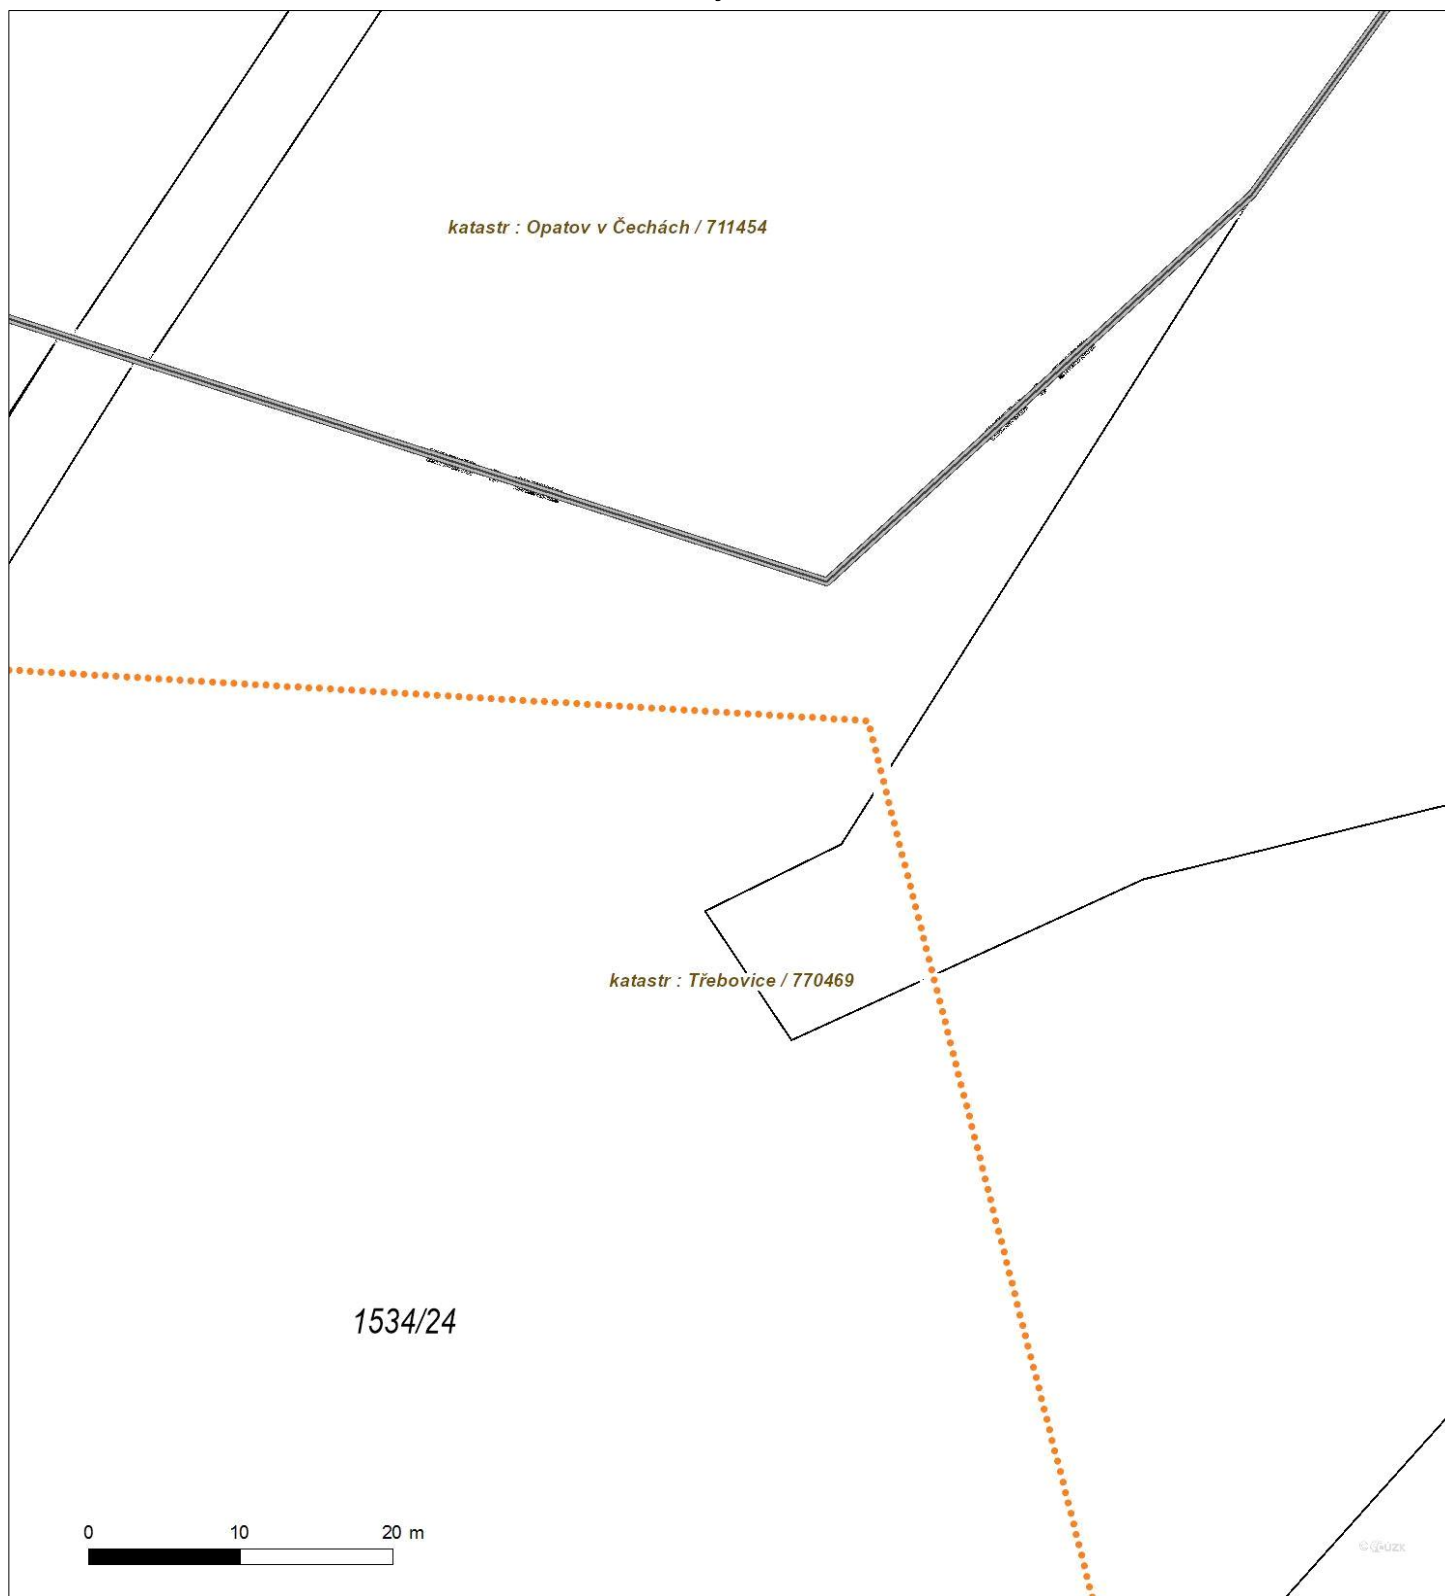 katastr : Opatov v Čechách / 711454
katastr : Třebovice / 770469
1534/24
0 10 20 m